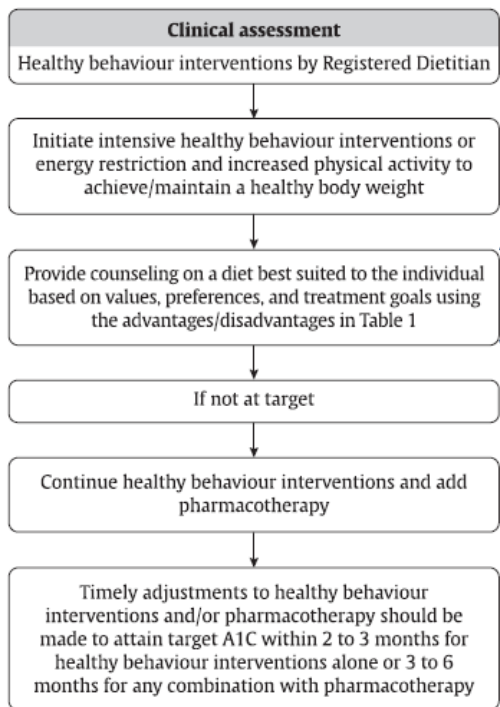 Clinical assessment
Healthy behaviour interventions by Registered Dietitian
Initiate intensive healthy behaviour interventions or
energy restriction and increased physical activity to
achieve/maintain a healthy body weight
Provide counseling on a diet best suited to the individual
based on values, preferences, and treatment goals using
the advantages/disadvantages in Table 1
If not at target
Continue healthy behaviour interventions and add
pharmacotherapy
Timely adjustments to healthy behaviour
interventions and/or pharmacotherapy should be
made to attain target A1C within 2 to 3 months for
healthy behaviour interventions alone or 3 to 6
months for any combination with pharmacotherapy